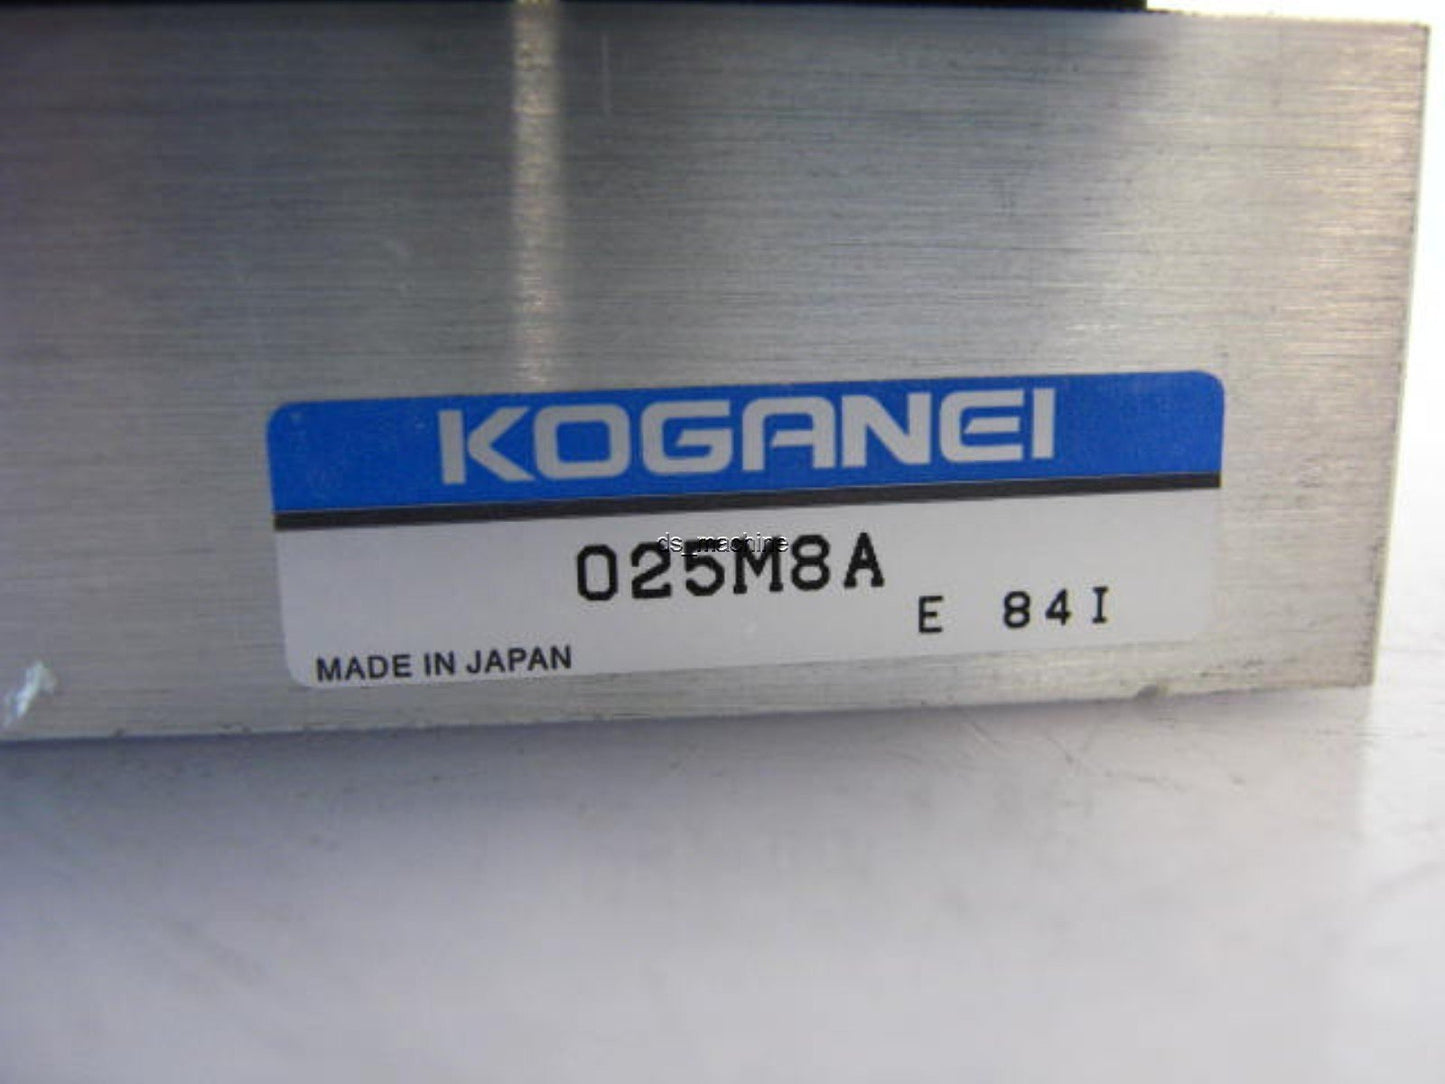 KOGANEI
ds_machine
025M8A
E 84I
MADE IN JAPAN